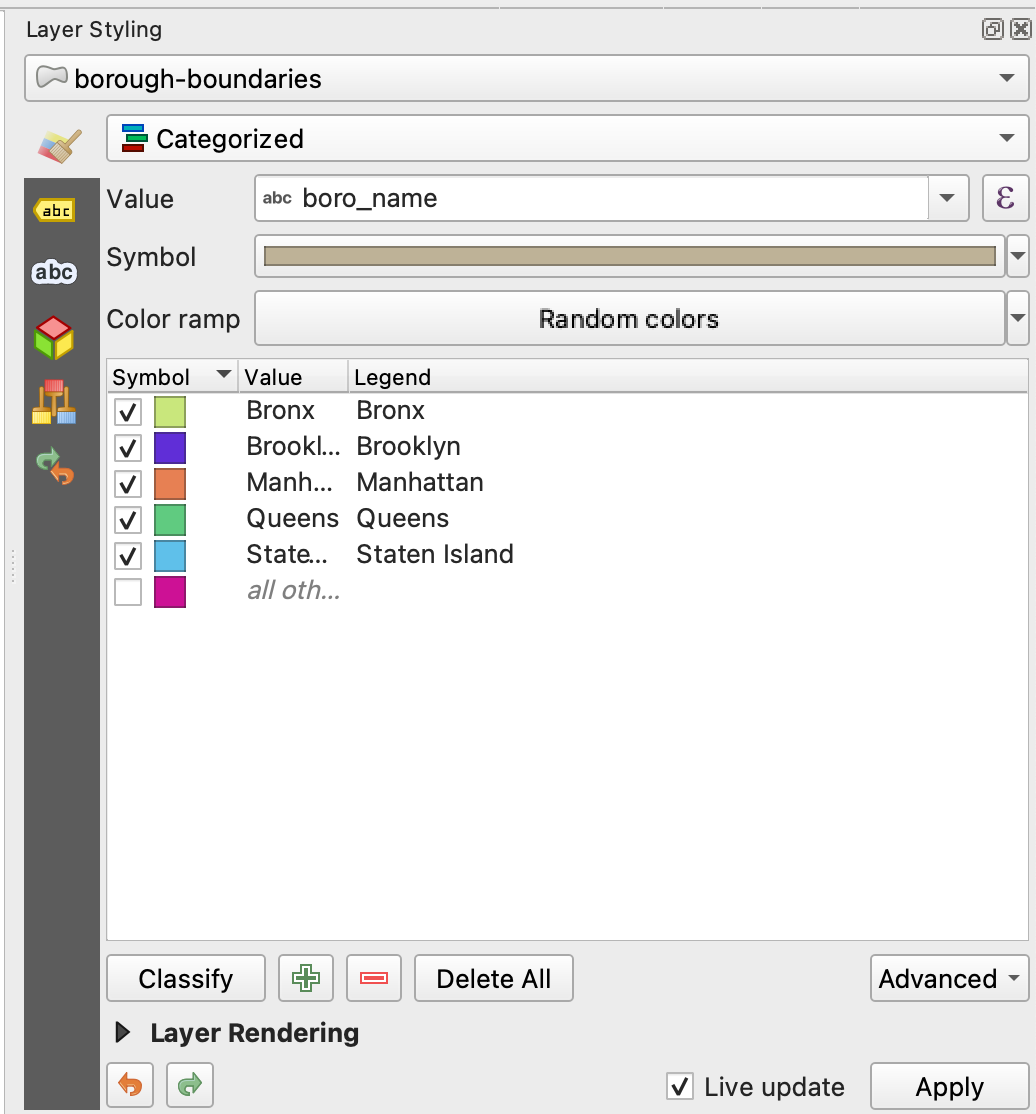 Layer Styling
borough-boundaries
Categorized
abc
Value abc boro_name ε
abc
Symbol
Color ramp Random colors
Symbol Value Legend
Bronx Bronx
Brookl... Brooklyn
Manh... Manhattan
Queens Queens
State... Staten Island
all oth...
Classify Delete All Advanced
Layer Rendering
Live update Apply